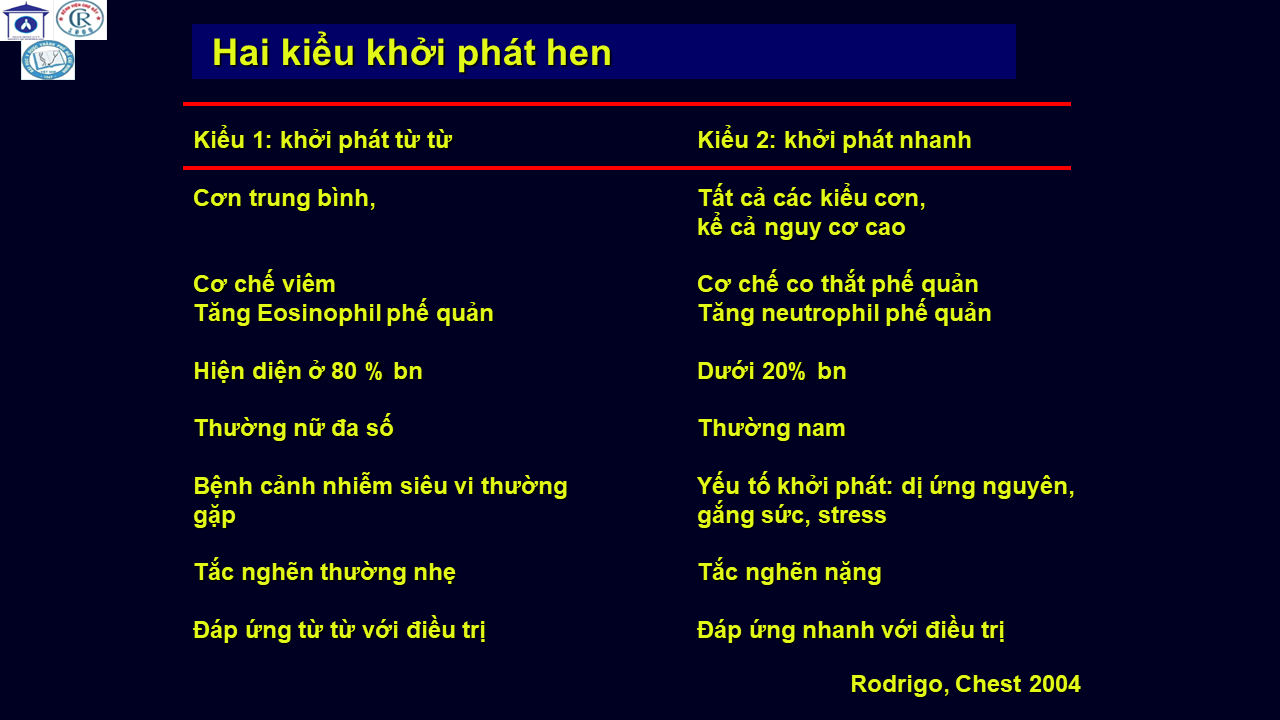 Hai kiểu khởi phát hen
Kiểu 1: khởi phát từ từ
Kiểu 2: khởi phát nhanh
Cơn trung bình,
Tất cả các kiểu cơn,
kể cả nguy cơ cao
Cơ chế viêm
Tăng Eosinophil phế quản
Cơ chế co thắt phế quản
Tăng neutrophil phế quản
Hiện diện ở 80 % bn
Dưới 20% bn
Thường nữ đa số
Thường nam
Bệnh cảnh nhiễm siêu vi thường
gặp
Yếu tố khởi phát: dị ứng nguyên,
gắng sức, stress
Tắc nghẽn thường nhẹ
Tắc nghẽn nặng
Đáp ứng từ từ với điều trị
Đáp ứng nhanh với điều trị
Rodrigo, Chest 2004